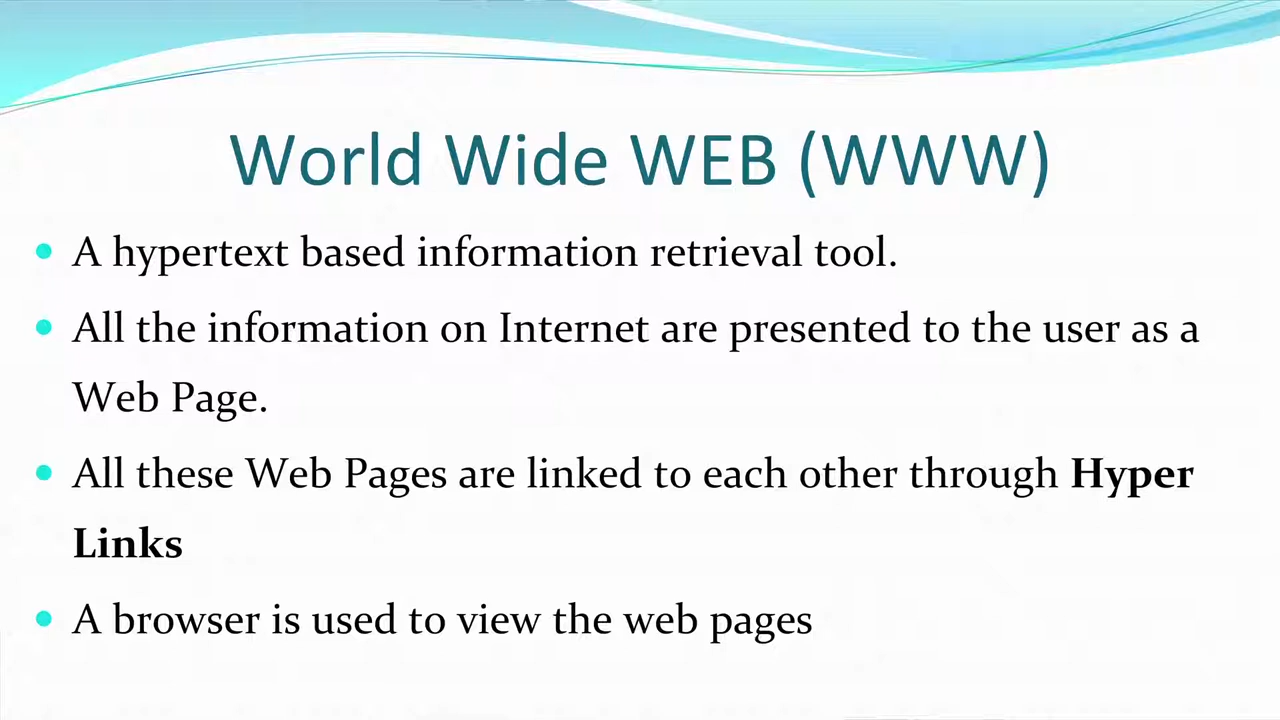 World Wide WEB (WWW)
A hypertext based information retrieval tool.
All the information on Internet are presented to the user as a
Web Page.
All these Web Pages are linked to each other through Hyper
Links
A browser is used to view the web pages